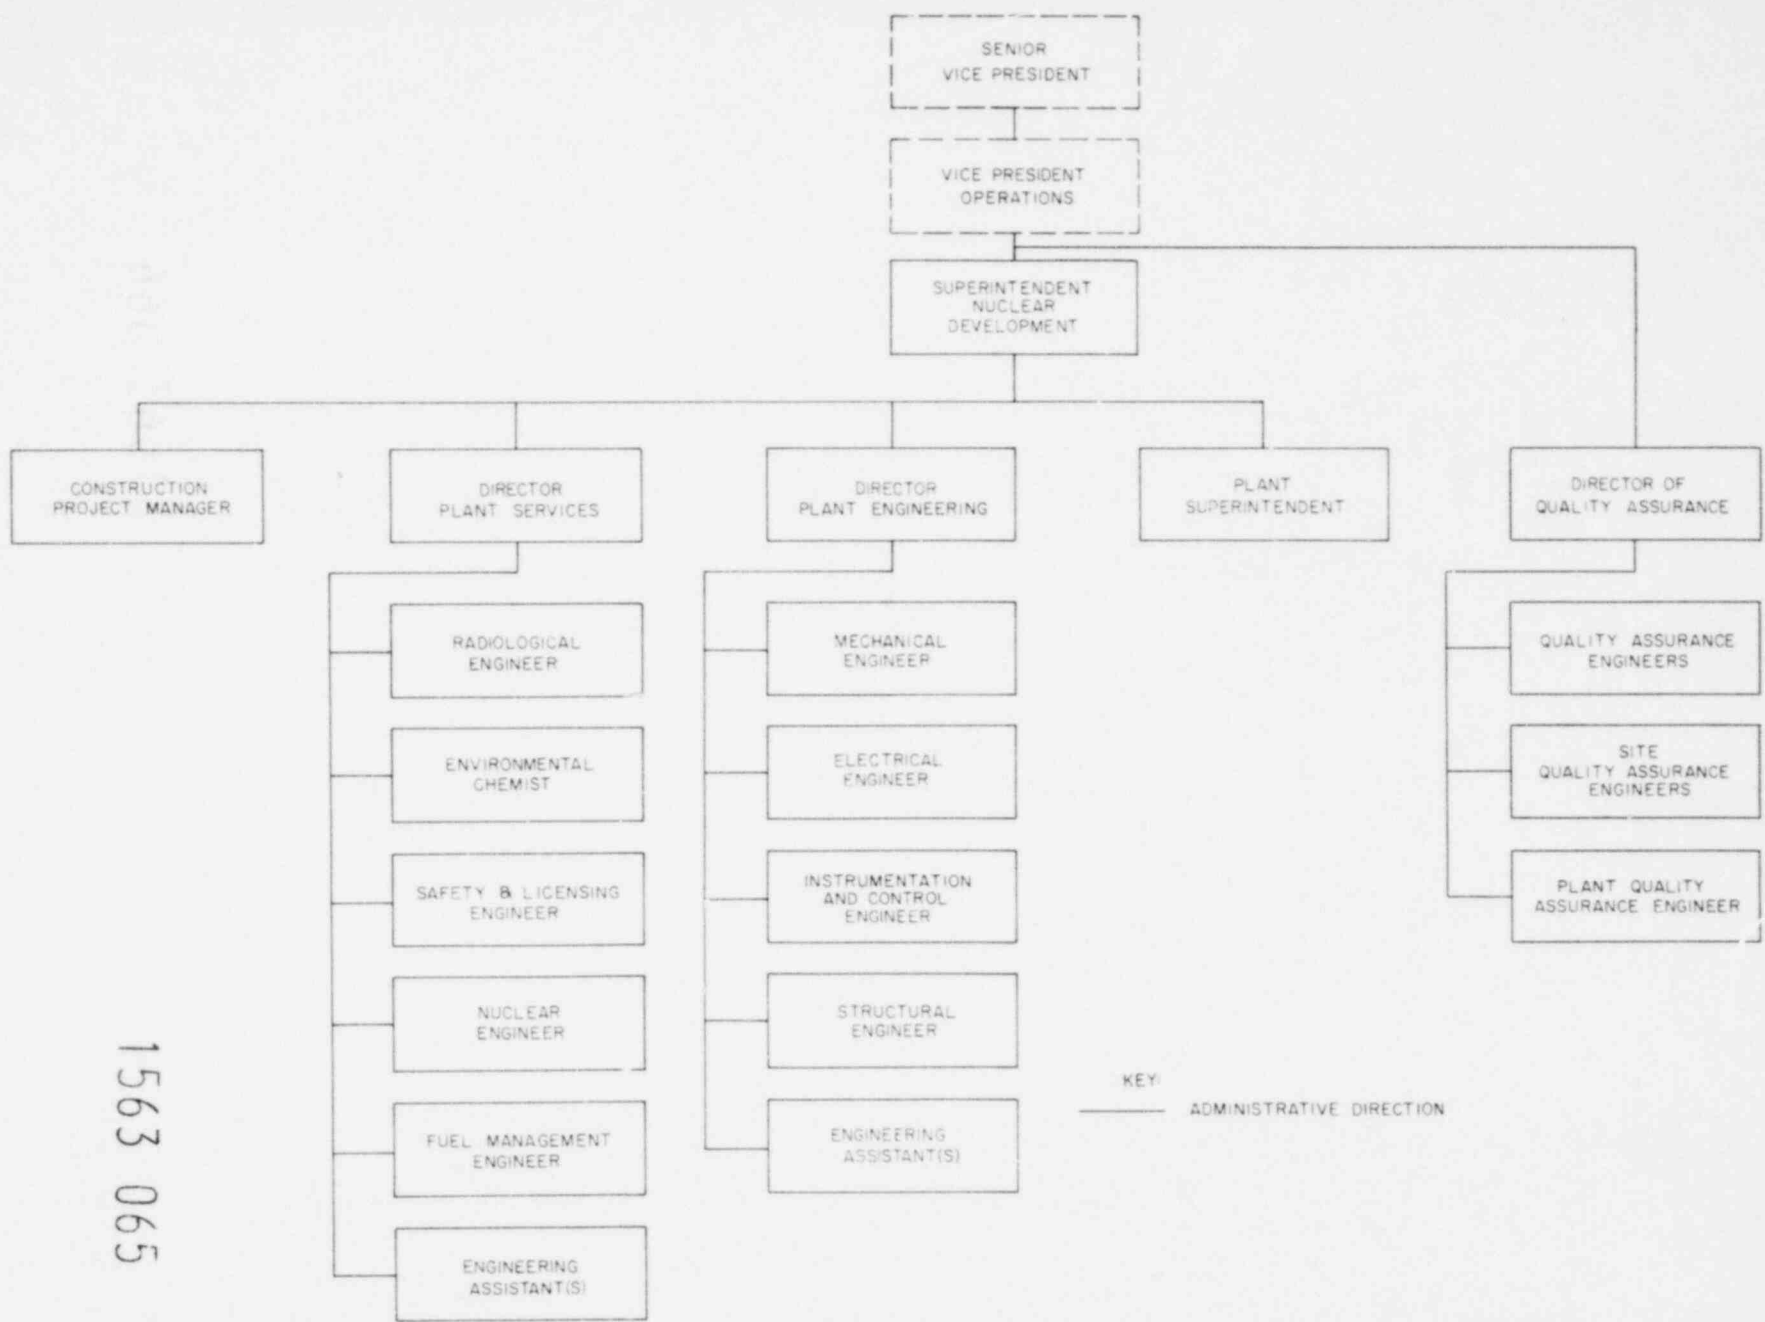 SENIOR
VICE PRESIDENT
VICE PRESIDENT
OPERATIONS
SUPERINTENDENT
NUCLEAR
DEVELOPMENT
CONSTRUCTION
PROJECT MANAGER
DIRECTOR
PLANT SERVICES
DIRECTOR
PLANT ENGINEERING
PLANT
SUPERINTENDENT
DIRECTOR OF
QUALITY ASSURANCE
RADIOLOGICAL
ENGINEER
ENVIRONMENTAL
CHEMIST
SAFETY & LICENSING
ENGINEER
NUCLEAR
ENGINEER
FUEL MANAGEMENT
ENGINEER
ENGINEERING
ASSISTANT(S)
MECHANICAL
ENGINEER
ELECTRICAL
ENGINEER
INSTRUMENTATION
AND CONTROL
ENGINEER
STRUCTURAL
ENGINEER
ENGINEERING
ASSISTANT(S)
QUALITY ASSURANCE
ENGINEERS
SITE
QUALITY ASSURANCE
ENGINEERS
PLANT QUALITY
ASSURANCE ENGINEER
KEY:
ADMINISTRATIVE DIRECTION
1563 065